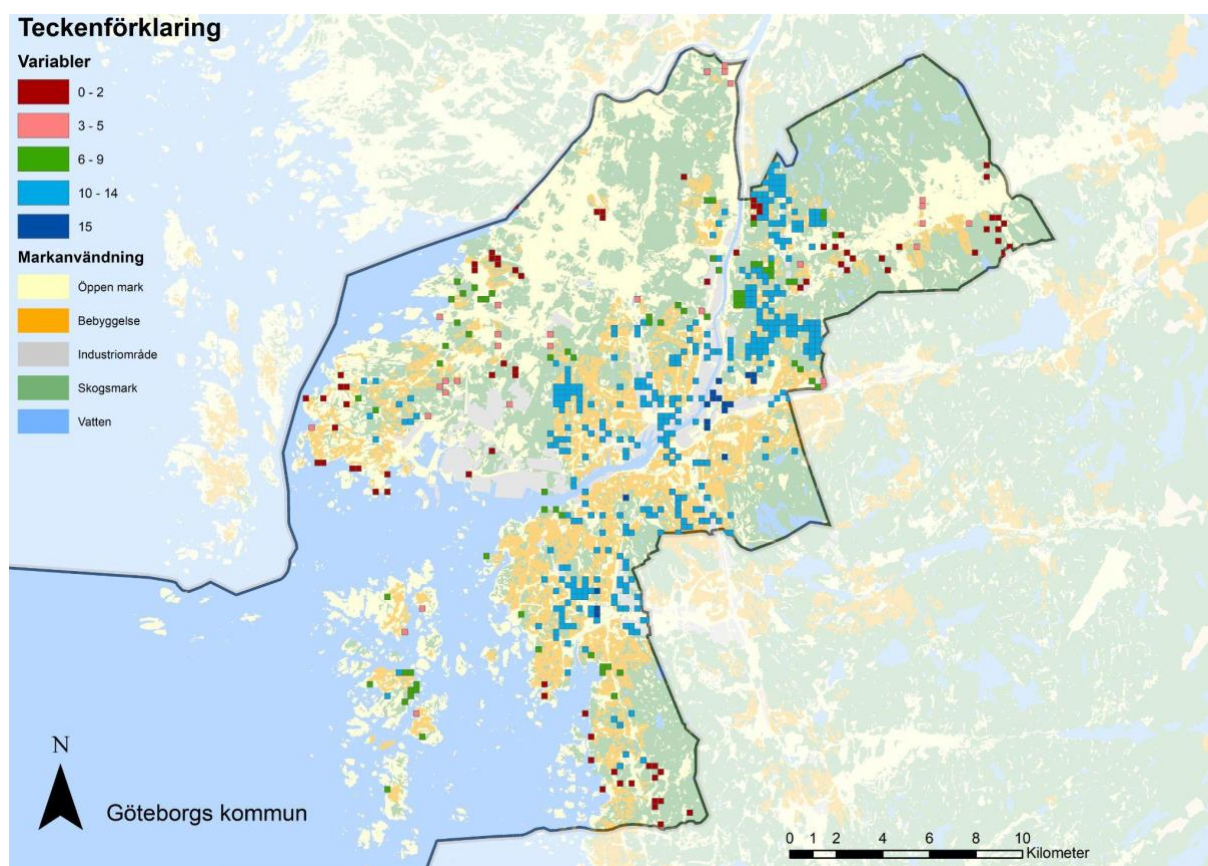 Teckenförklaring
Variabler
0 - 2
3 - 5
6 - 9
10 - 14
15
Markanvändning
Öppen mark
Bebyggelse
Industriområde
Skogsmark
Vatten
N
Göteborgs kommun
0 1 2 4 6 8 10
Kilometer